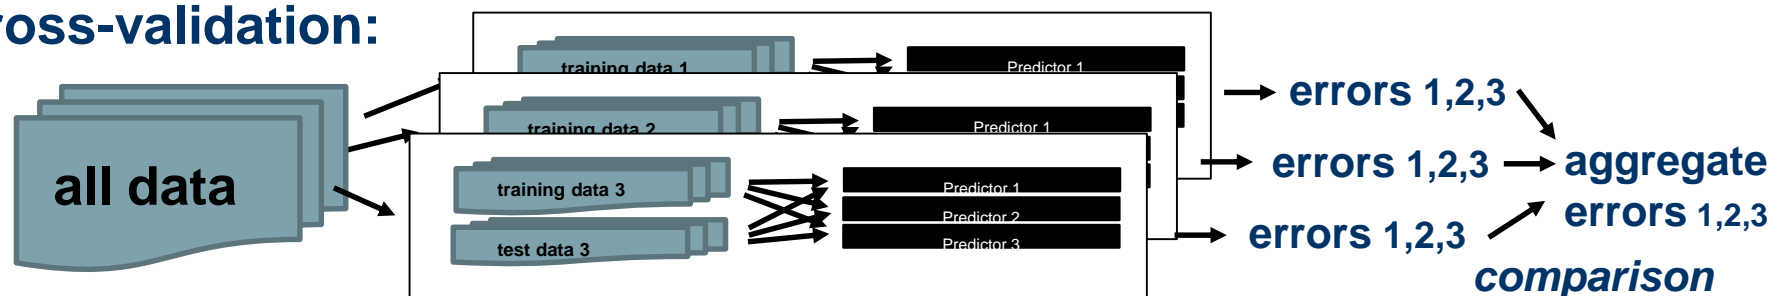 ross-validation:
training data 1
Predictor 1
errors 1,2,3
training data 2
Predictor 1
all data
errors 1,2,3
aggregate
errors 1,2,3
training data 3
Predictor 1
Predictor 2
Predictor 3
test data 3
errors 1,2,3
comparison